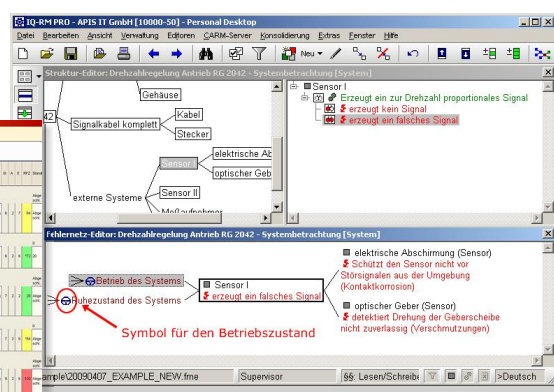 IQ-RM PRO - APIS IT GmbH [10000-50] - Personal Desktop
Datei Bearbeiten Ansicht Verwaltung Editoren CARM-Server Konsolidierung Extras Fenster Hilfe
Neu
Struktur-Editor: Drehzahlregelung Antrieb RG 2042 - Systembetrachtung [System]
Gehäuse
42
Signalkabel komplett
Kabel
Stecker
Sensor I
elektrische Ab
optischer Geb
externe Systeme
Sensor II
Meßaufnehmer
Sensor I
Erzeugt ein zur Drehzahl proportionales Signal
erzeugt kein Signal
erzeugt ein falsches Signal
Fehlernetz-Editor: Drehzahlregelung Antrieb RG 2042 - Systembetrachtung [System]
Betrieb des Systems
Ruhezustand des Systems
Sensor I
erzeugt ein falsches Signal
elektrische Abschirmung (Sensor)
Schützt den Sensor nicht vor
Störsignalen aus der Umgebung
(Kontaktkorrosion)
optischer Geber (Sensor)
detektiert Drehung der Geberscheibe
nicht zuverlässig (Verschmutzungen)
Symbol für den Betriebszustand
ample\20090407_EXAMPLE_NEW.fme
Supervisor
§§: Lesen/Schreibe
>Deutsch